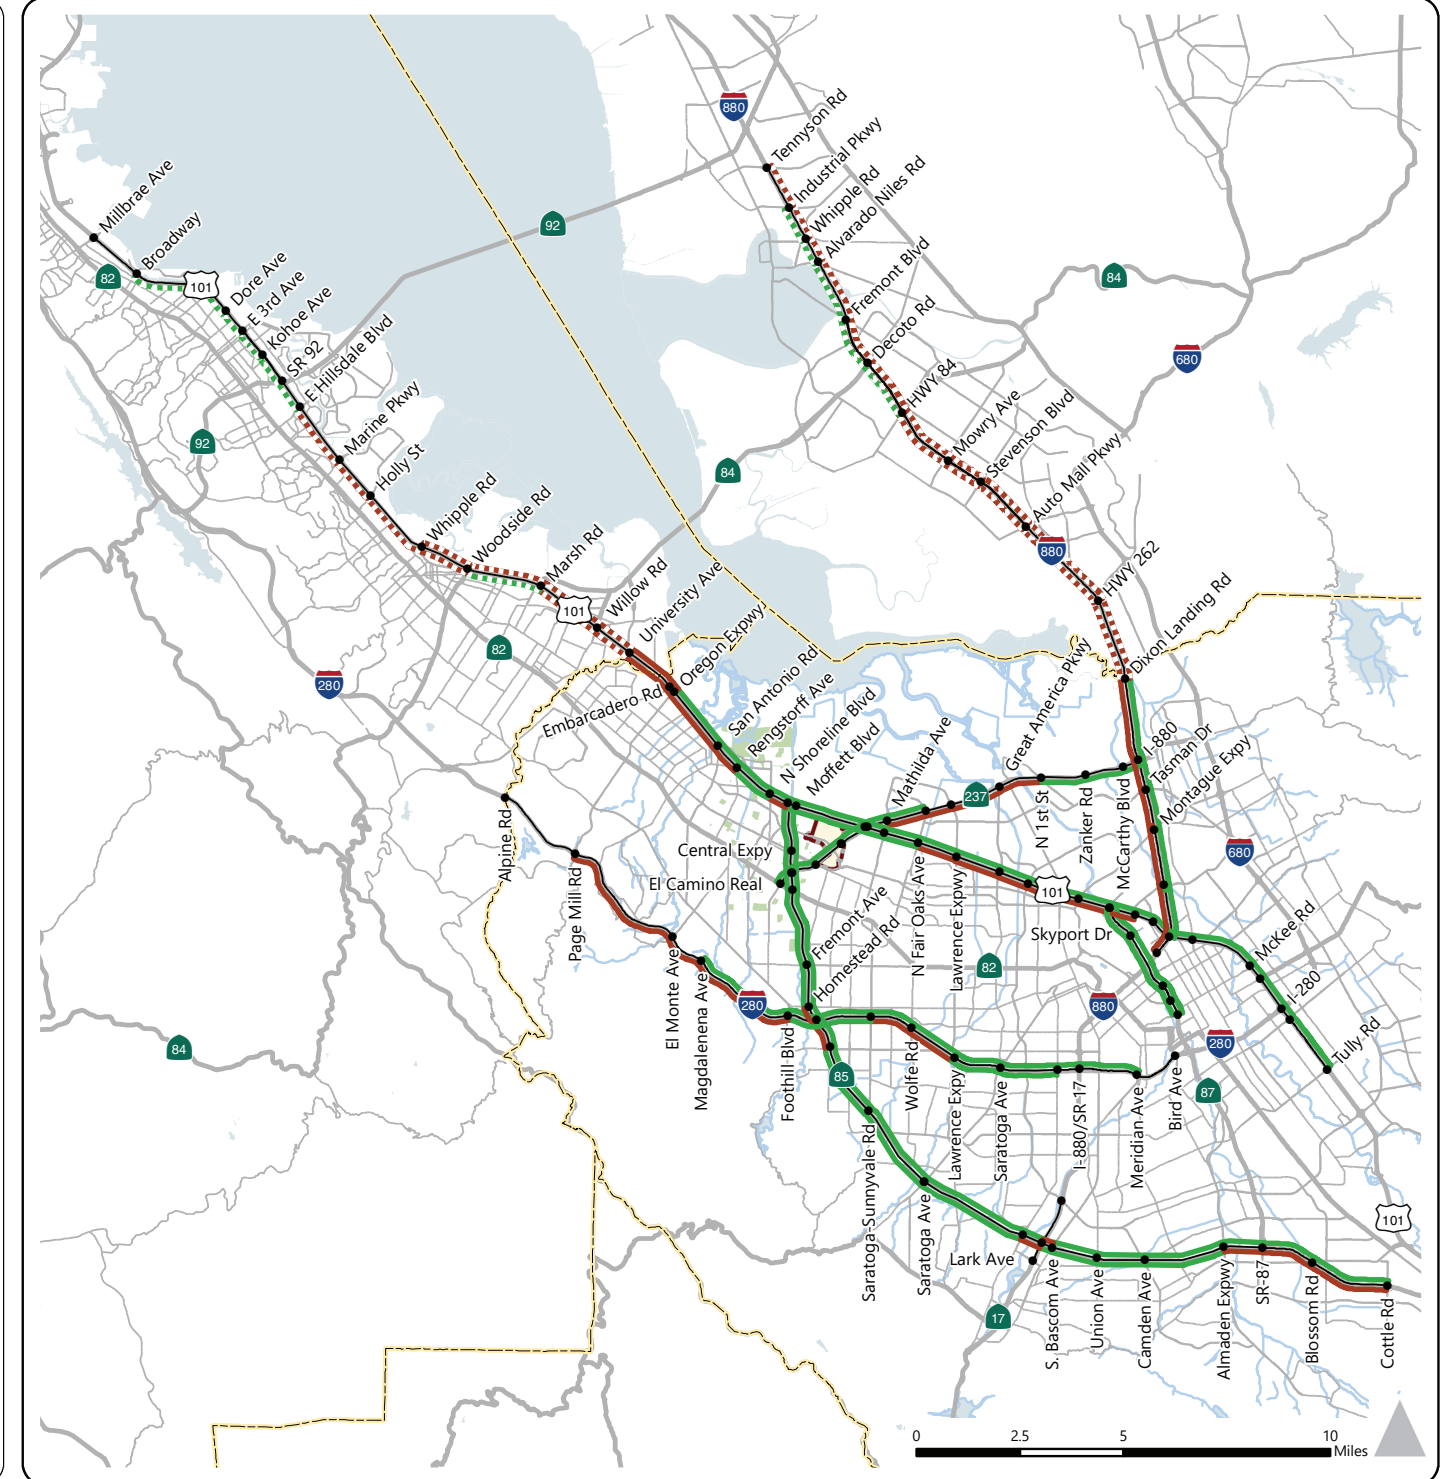 880
Tennyson Rd
Industrial Pkwy
Whipple Rd
Alvarado Niles Rd
Fremont Blvd
Decoto Rd
HWY 84
Mowry Ave
Stevenson Blvd
Auto Mall Pkwy
880
HWY 262
Dixon Landing Rd
92
84
680
84
Millbrae Ave
Broadway
82
101
Dore Ave
E 3rd Ave
Kohoe Ave
SR 92
E Hillsdale Blvd
92
Marine Pkwy
Holly St
Whipple Rd
Woodside Rd
Marsh Rd
101
Willow Rd
University Ave
82
280
Embarcadero Rd
Oregon Expwy
San Antonio Rd
Rengstorff Ave
N Shoreline Blvd
Moffett Blvd
Mathilda Ave
Great America Pkwy
237
I-880
Tasman Dr
Montague Expy
N 1st St
Zanker Rd
McCarthy Blvd
680
Central Expy
El Camino Real
Alpine Rd
Page Mill Rd
101
Fremont Ave
Homestead Rd
N Fair Oaks Ave
Lawrence Expwy
Skyport Dr
McKee Rd
82
El Monte Ave
Magdalenena Ave
280
880
I-280
280
Tully Rd
84
Foothill Blvd
85
Wolfe Rd
Lawrence Expy
Saratoga Ave
I-880/SR-17
Meridian Ave
Bird Ave
87
Saratoga-Sunnyvale Rd
Saratoga Ave
Lark Ave
101
17
S. Bascom Ave
Union Ave
Camden Ave
Almaden Expwy
SR-87
Blossom Rd
Cottle Rd
0 2.5 5 10
Miles